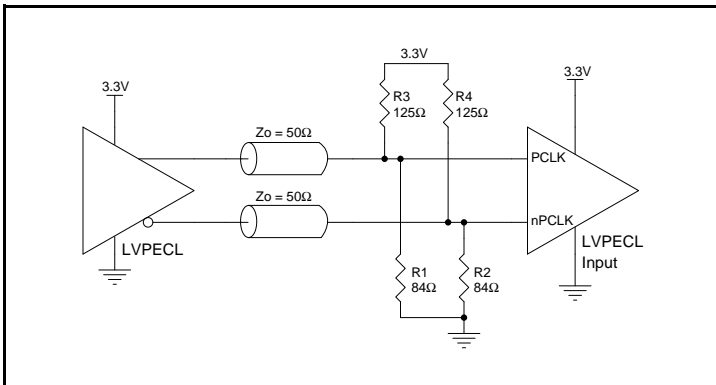 3.3V
3.3V
3.3V
R3
125Ω
R4
125Ω
Zo = 50Ω
PCLK
Zo = 50Ω
nPCLK
LVPECL
LVPECL
Input
R1
84Ω
R2
84Ω